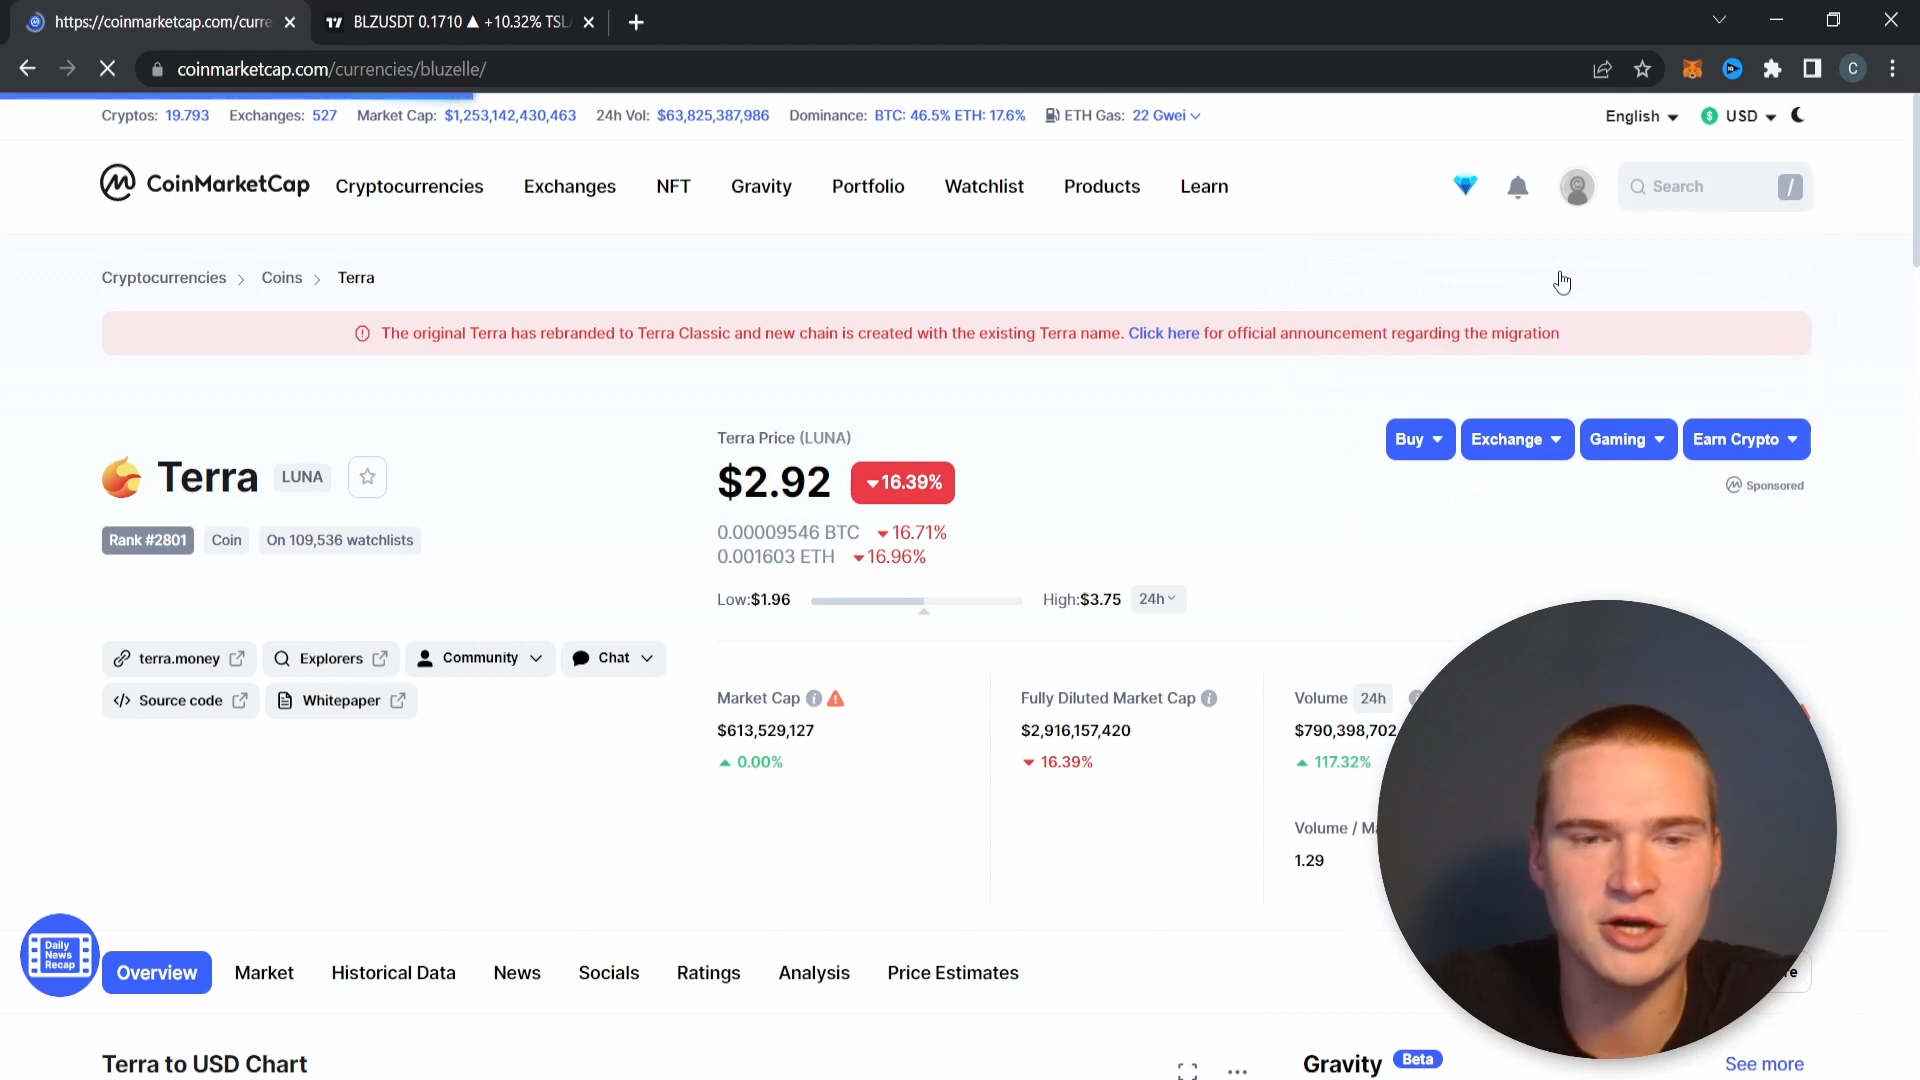 https://coinmarketcap.com/curre
BLZUSDT 0.1710 ▲ +10.32% TSL
coinmarketcap.com/currencies/bluzelle/
C
Cryptos: 19.793 Exchanges: 527 Market Cap: $1,253,142,430,463 24h Vol: $63,825,387,986 Dominance: BTC: 46.5% ETH: 17.6% ETH Gas: 22 Gwei
English USD
CoinMarketCap Cryptocurrencies Exchanges NFT Gravity Portfolio Watchlist Products Learn
Search /
Cryptocurrencies > Coins > Terra
The original Terra has rebranded to Terra Classic and new chain is created with the existing Terra name. Click here for official announcement regarding the migration
Terra Price (LUNA)
Buy Exchange Gaming Earn Crypto
Terra LUNA
$2.92 16.39%
Sponsored
Rank #2801 Coin On 109,536 watchlists
0.00009546 BTC 16.71%
0.001603 ETH 16.96%
Low:$1.96 High:$3.75 24h
terra.money Explorers Community Chat
Source code Whitepaper
Market Cap Fully Diluted Market Cap Volume 24h
$613,529,127 $2,916,157,420 $790,398,702
0.00% 16.39% 117.32%
Volume / Ma
1.29
Daily
News
Recap
Overview Market Historical Data News Socials Ratings Analysis Price Estimates
Terra to USD Chart
Gravity Beta See more